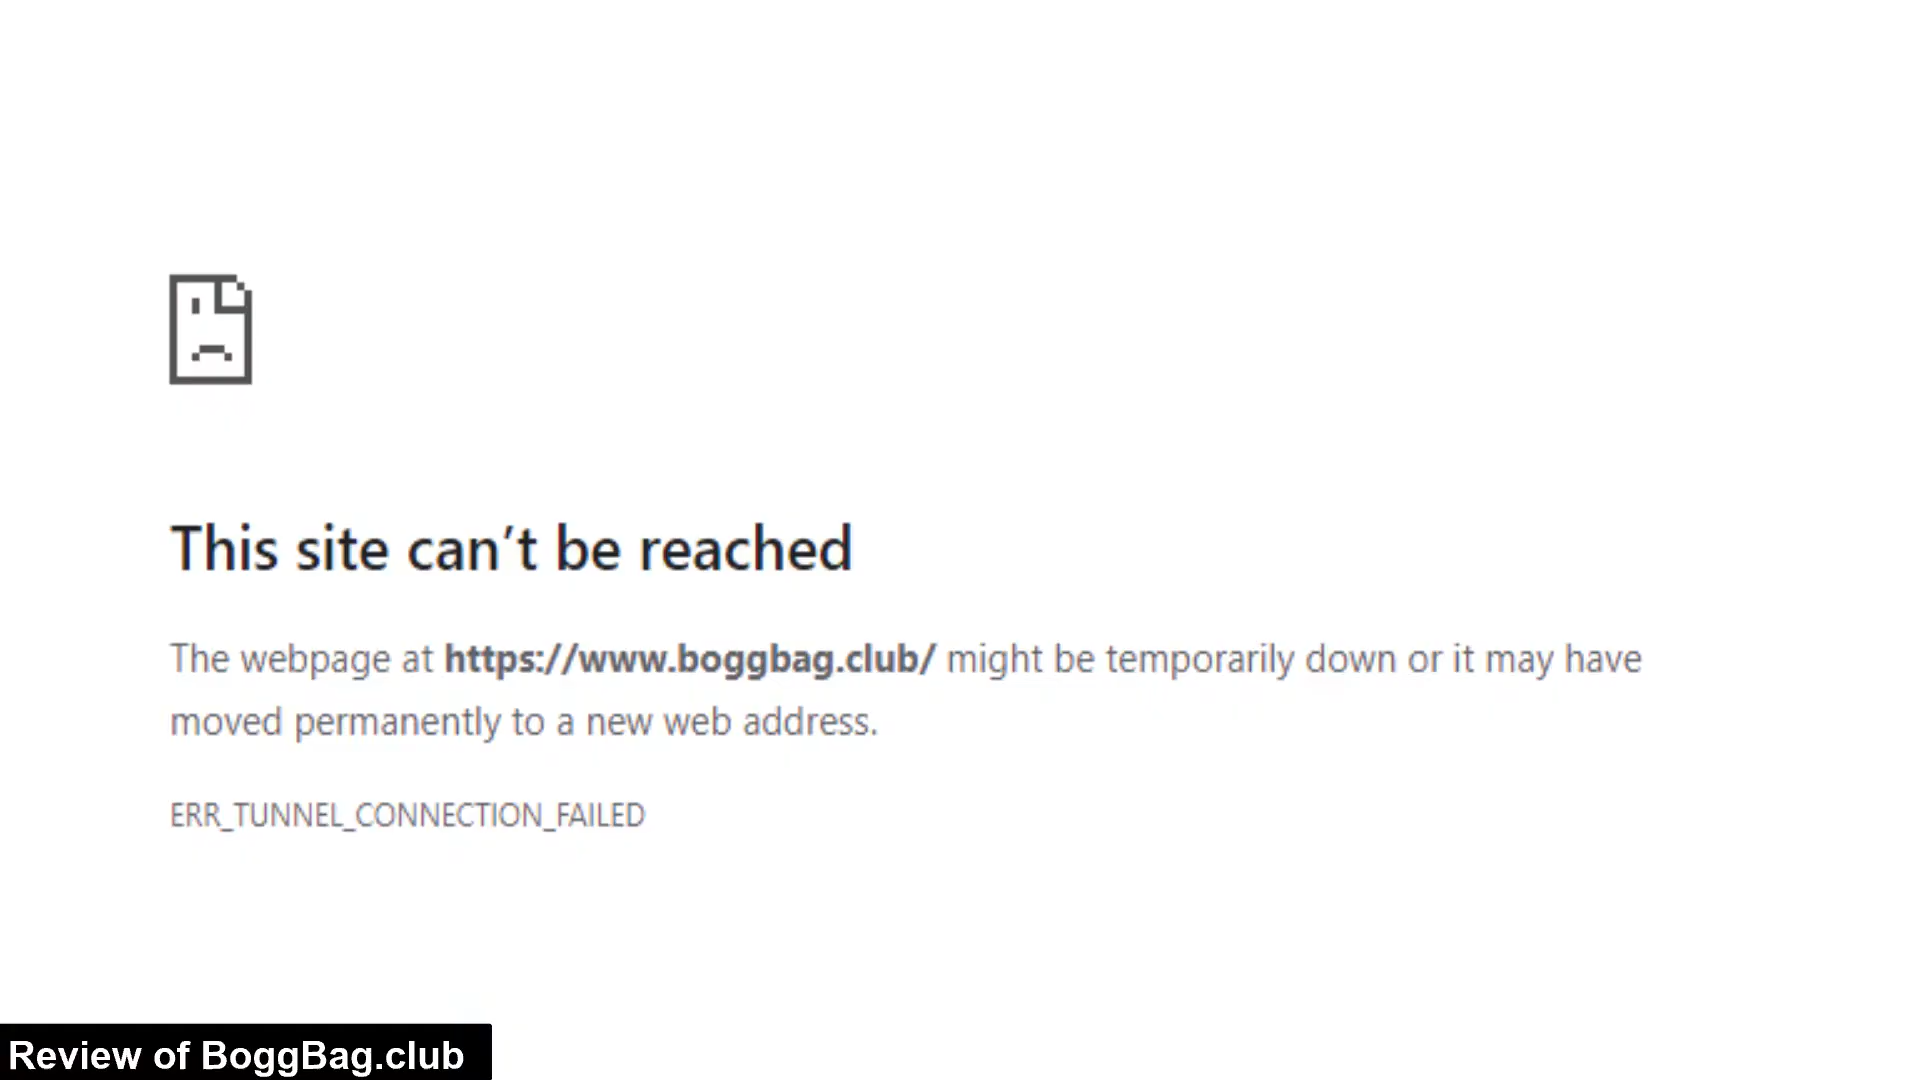 This site can’t be reached
The webpage at https://www.boggbag.club/ might be temporarily down or it may have
moved permanently to a new web address.
ERR_TUNNEL_CONNECTION_FAILED
Review of BoggBag.club